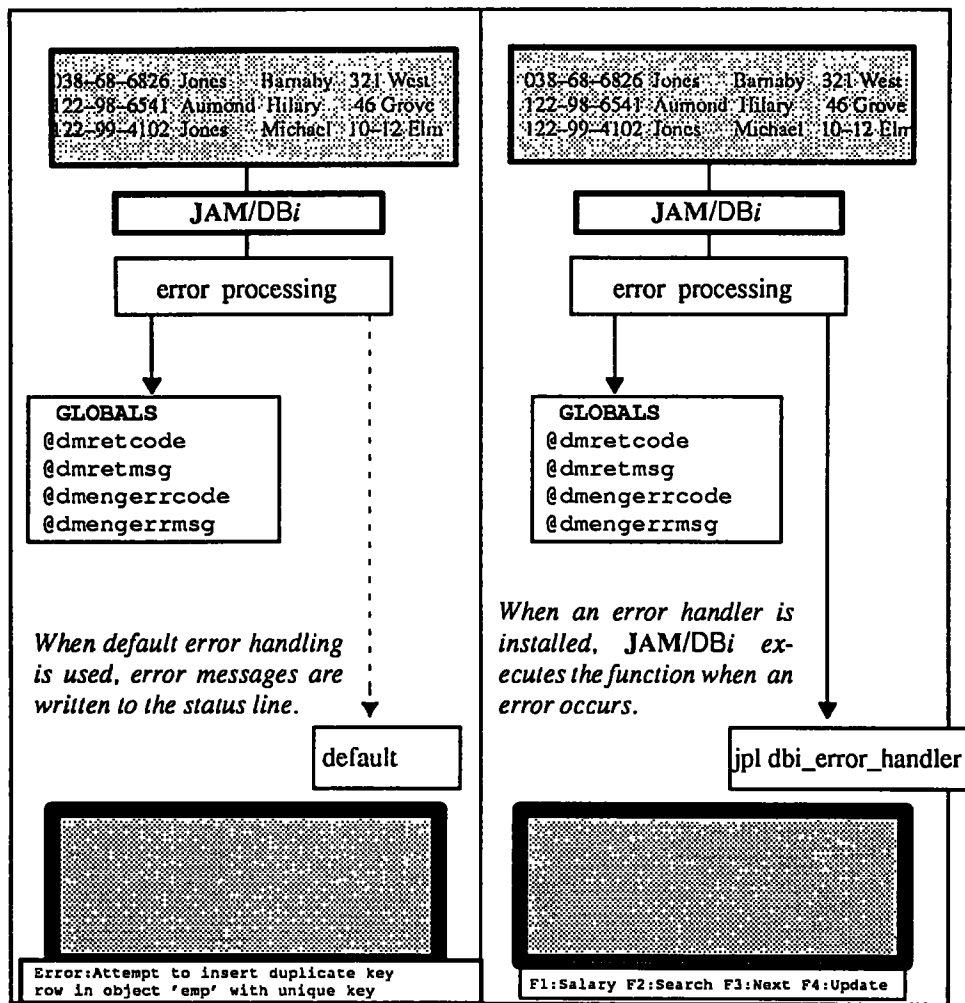 038–68–6826 Jones Barnaby 321 West
122–98–6541 Aumond Hilary 46 Grove
122–99–4102 Jones Michael 10–12 Elm
JAM/DBi
error processing
GLOBALS
@dmretcode
@dmretmsg
@dmengerrcode
@dmengerrmsg
When default error handling
is used, error messages are
written to the status line.
default
Error:Attempt to insert duplicate key
row in object 'emp' with unique key
038–68–6826 Jones Barnaby 321 West
122–98–6541 Aumond Hilary 46 Grove
122–99–4102 Jones Michael 10–12 Elm
JAM/DBi
error processing
GLOBALS
@dmretcode
@dmretmsg
@dmengerrcode
@dmengerrmsg
When an error handler is
installed, JAM/DBi ex-
ecutes the function when an
error occurs.
jpl dbi_error_handler
F1:Salary F2:Search F3:Next F4:Update